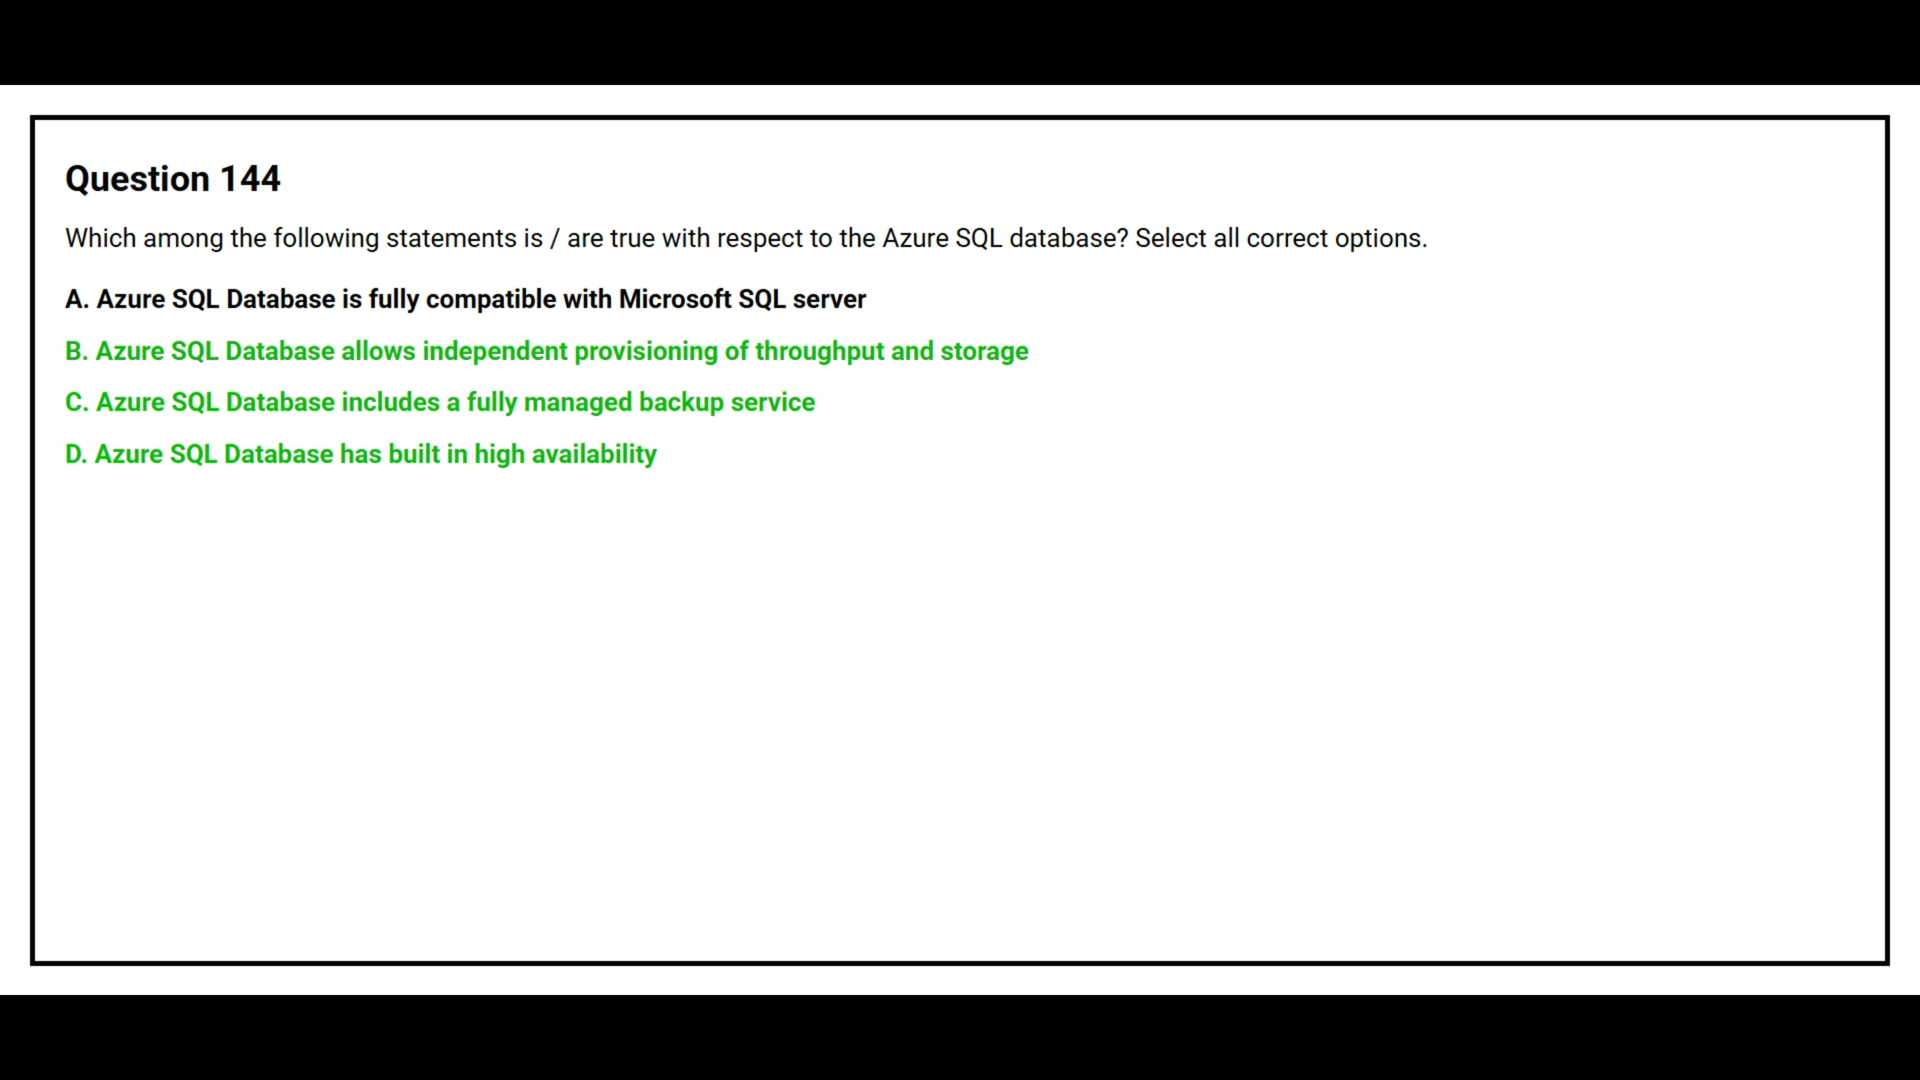 Question 144
Which among the following statements is / are true with respect to the Azure SQL database? Select all correct options.
A. Azure SQL Database is fully compatible with Microsoft SQL server
B. Azure SQL Database allows independent provisioning of throughput and storage
C. Azure SQL Database includes a fully managed backup service
D. Azure SQL Database has built in high availability